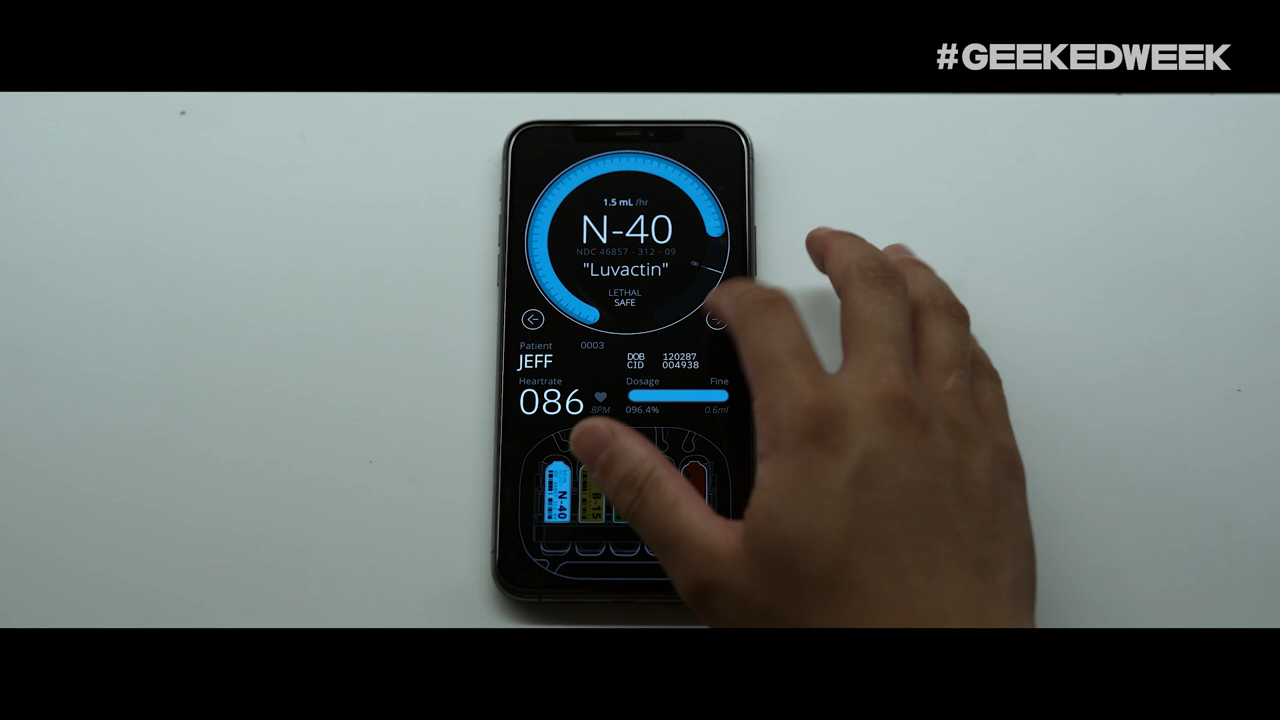 #GEEKEDWEEK
1.5 mL /hr
N-40
NDC 46857 - 312 - 09
"Luvactin"
LETHAL
SAFE
Patient 0003
JEFF
DOB 120287
CID 004938
Heartrate
086 BPM
Dosage Fine
096.4% 0.6ml
N-40
B-15